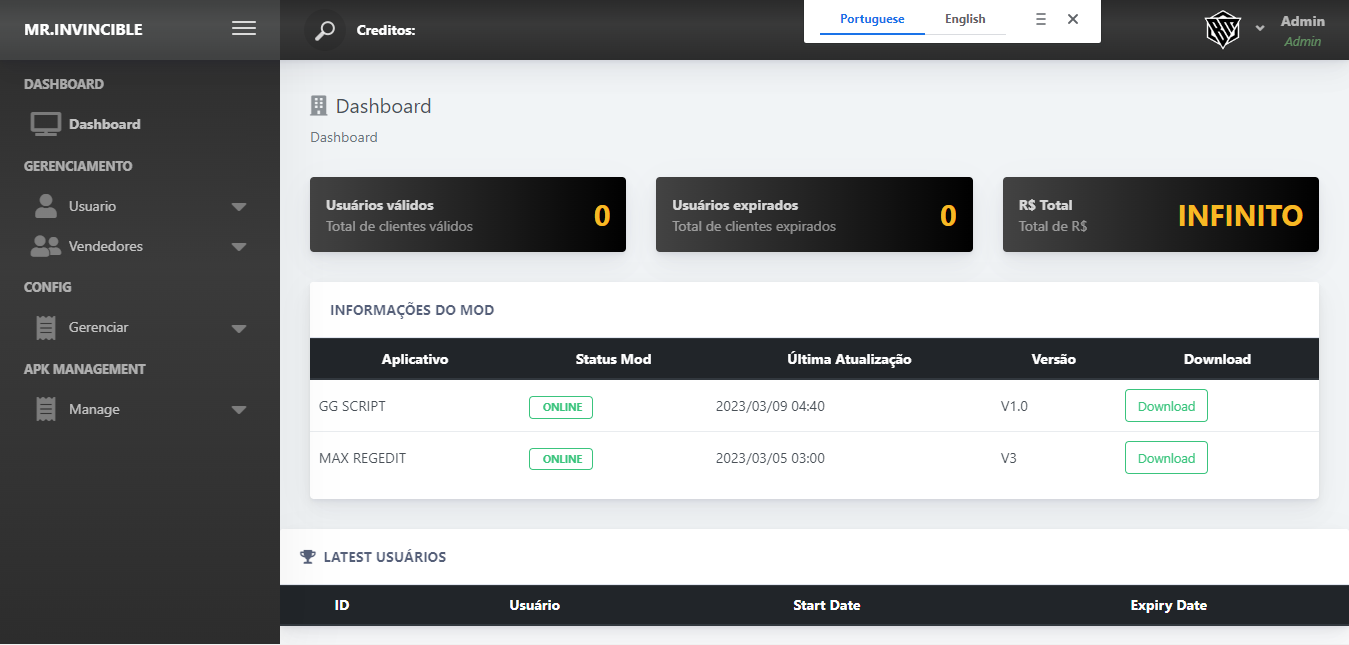 MR.INVINCIBLE
Creditos:
Portuguese English
Admin
Admin
DASHBOARD
Dashboard
GERENCIAMENTO
Usuario
Vendedores
CONFIG
Gerenciar
APK MANAGEMENT
Manage
Dashboard
Dashboard
Usuários válidos
Total de clientes válidos
0
Usuários expirados
Total de clientes expirados
0
R$ Total
Total de R$
INFINITO
INFORMAÇÕES DO MOD
Aplicativo Status Mod Última Atualização Versão Download
GG SCRIPT ONLINE 2023/03/09 04:40 V1.0 Download
MAX REGEDIT ONLINE 2023/03/05 03:00 V3 Download
LATEST USUÁRIOS
ID Usuário Start Date Expiry Date